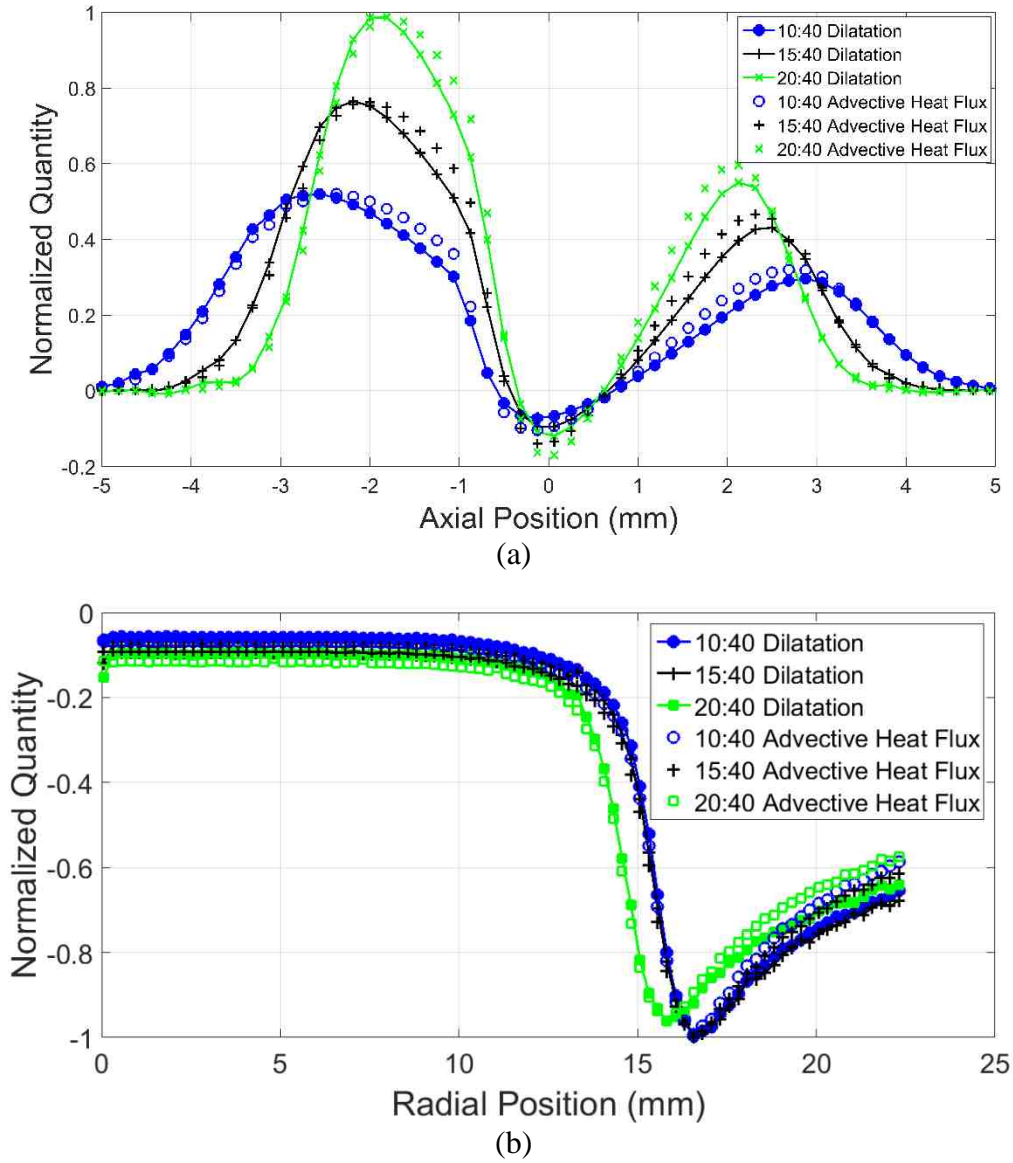 1
0.8
0.6
0.4
0.2
0
-0.2
Normalized Quantity
10:40 Dilatation
15:40 Dilatation
20:40 Dilatation
10:40 Advective Heat Flux
15:40 Advective Heat Flux
20:40 Advective Heat Flux
-5 -4 -3 -2 -1 0 1 2 3 4 5
Axial Position (mm)
(a)
0
-0.2
-0.4
-0.6
-0.8
-1
Normalized Quantity
10:40 Dilatation
15:40 Dilatation
20:40 Dilatation
10:40 Advective Heat Flux
15:40 Advective Heat Flux
20:40 Advective Heat Flux
0 5 10 15 20 25
Radial Position (mm)
(b)